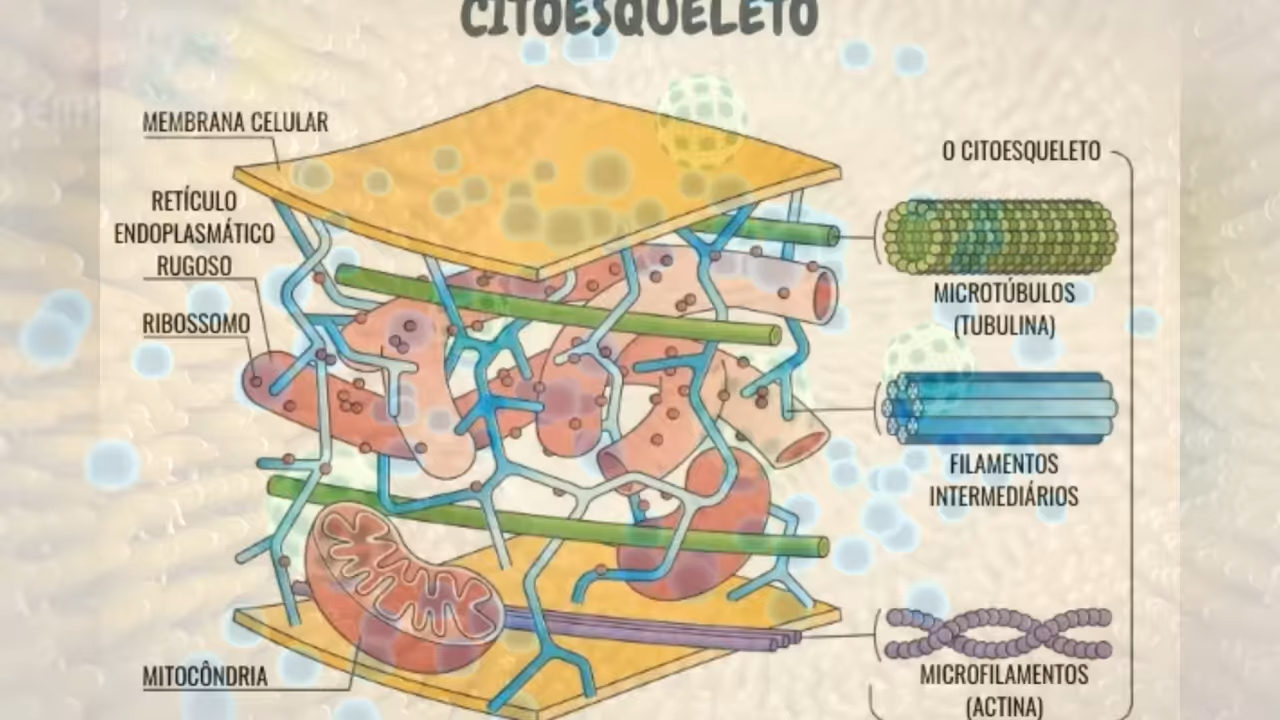 CITOESQUELETO
MEMBRANA CELULAR
RETÍCULO
ENDOPLASMÁTICO
RUGOSO
RIBOSSOMO
MITOCÔNDRIA
O CITOESQUELETO
MICROTÚBULOS
(TUBULINA)
FILAMENTOS
INTERMEDIÁRIOS
MICROFILAMENTOS
(ACTINA)